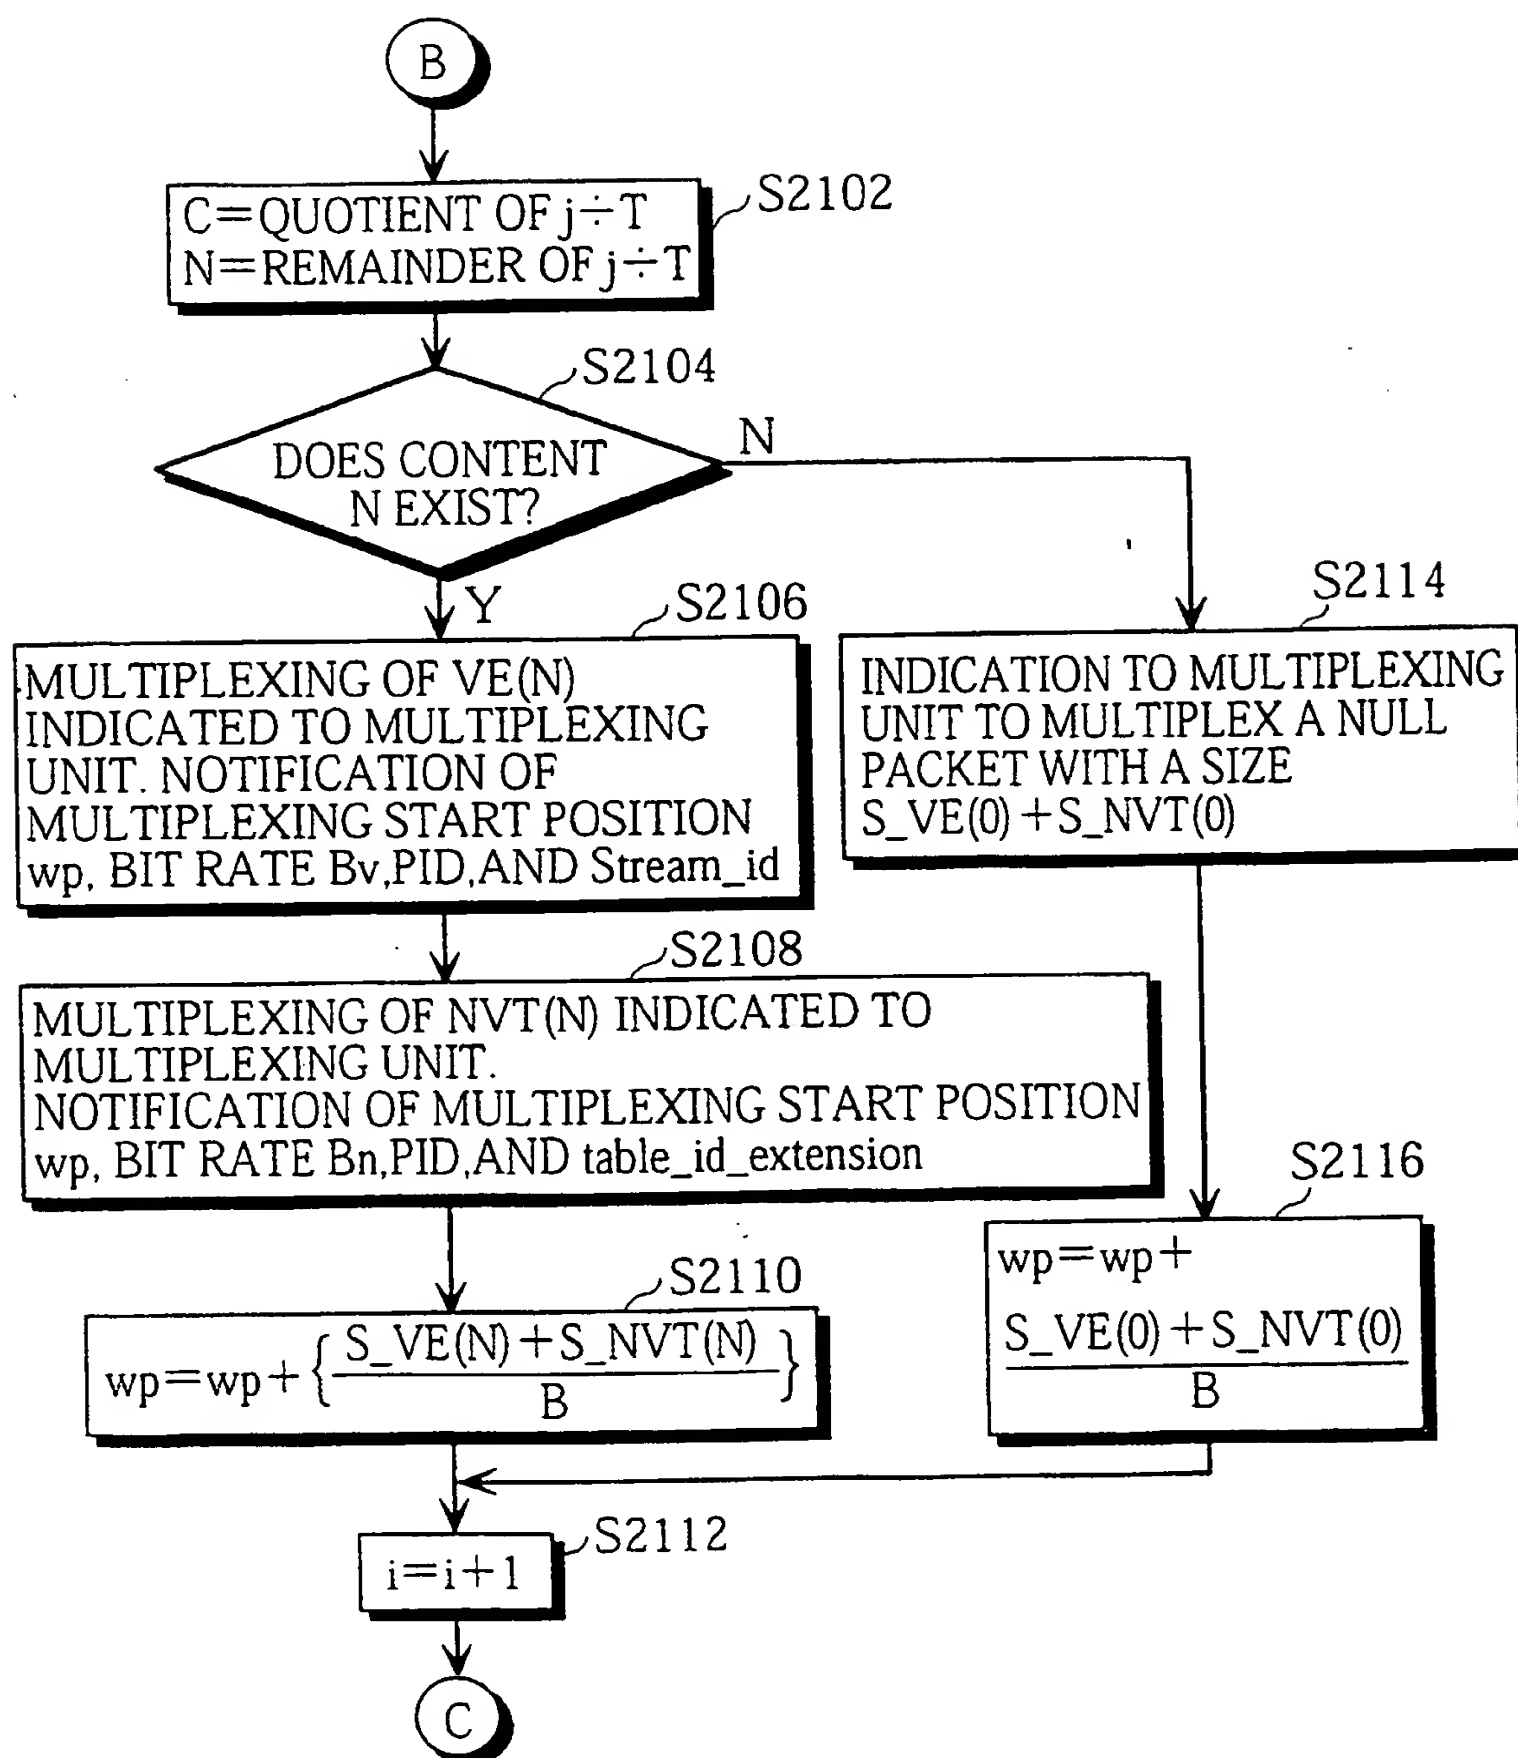 B
S2102
C=QUOTIENT OF j÷T
N=REMAINDER OF j÷T
S2104
DOES CONTENT
N EXIST?
N
Y
S2106
MULTIPLEXING OF VE(N)
INDICATED TO MULTIPLEXING
UNIT. NOTIFICATION OF
MULTIPLEXING START POSITION
wp, BIT RATE Bv,PID,AND Stream_id
S2114
INDICATION TO MULTIPLEXING
UNIT TO MULTIPLEX A NULL
PACKET WITH A SIZE
S_VE(0)+S_NVT(0)
S2108
MULTIPLEXING OF NVT(N) INDICATED TO
MULTIPLEXING UNIT.
NOTIFICATION OF MULTIPLEXING START POSITION
wp, BIT RATE Bn,PID,AND table_id_extension
S2116
wp=wp+
S_VE(0)+S_NVT(0)
B
S2110
wp=wp+{
S_VE(N)+S_NVT(N)
B
}
S2112
i=i+1
C